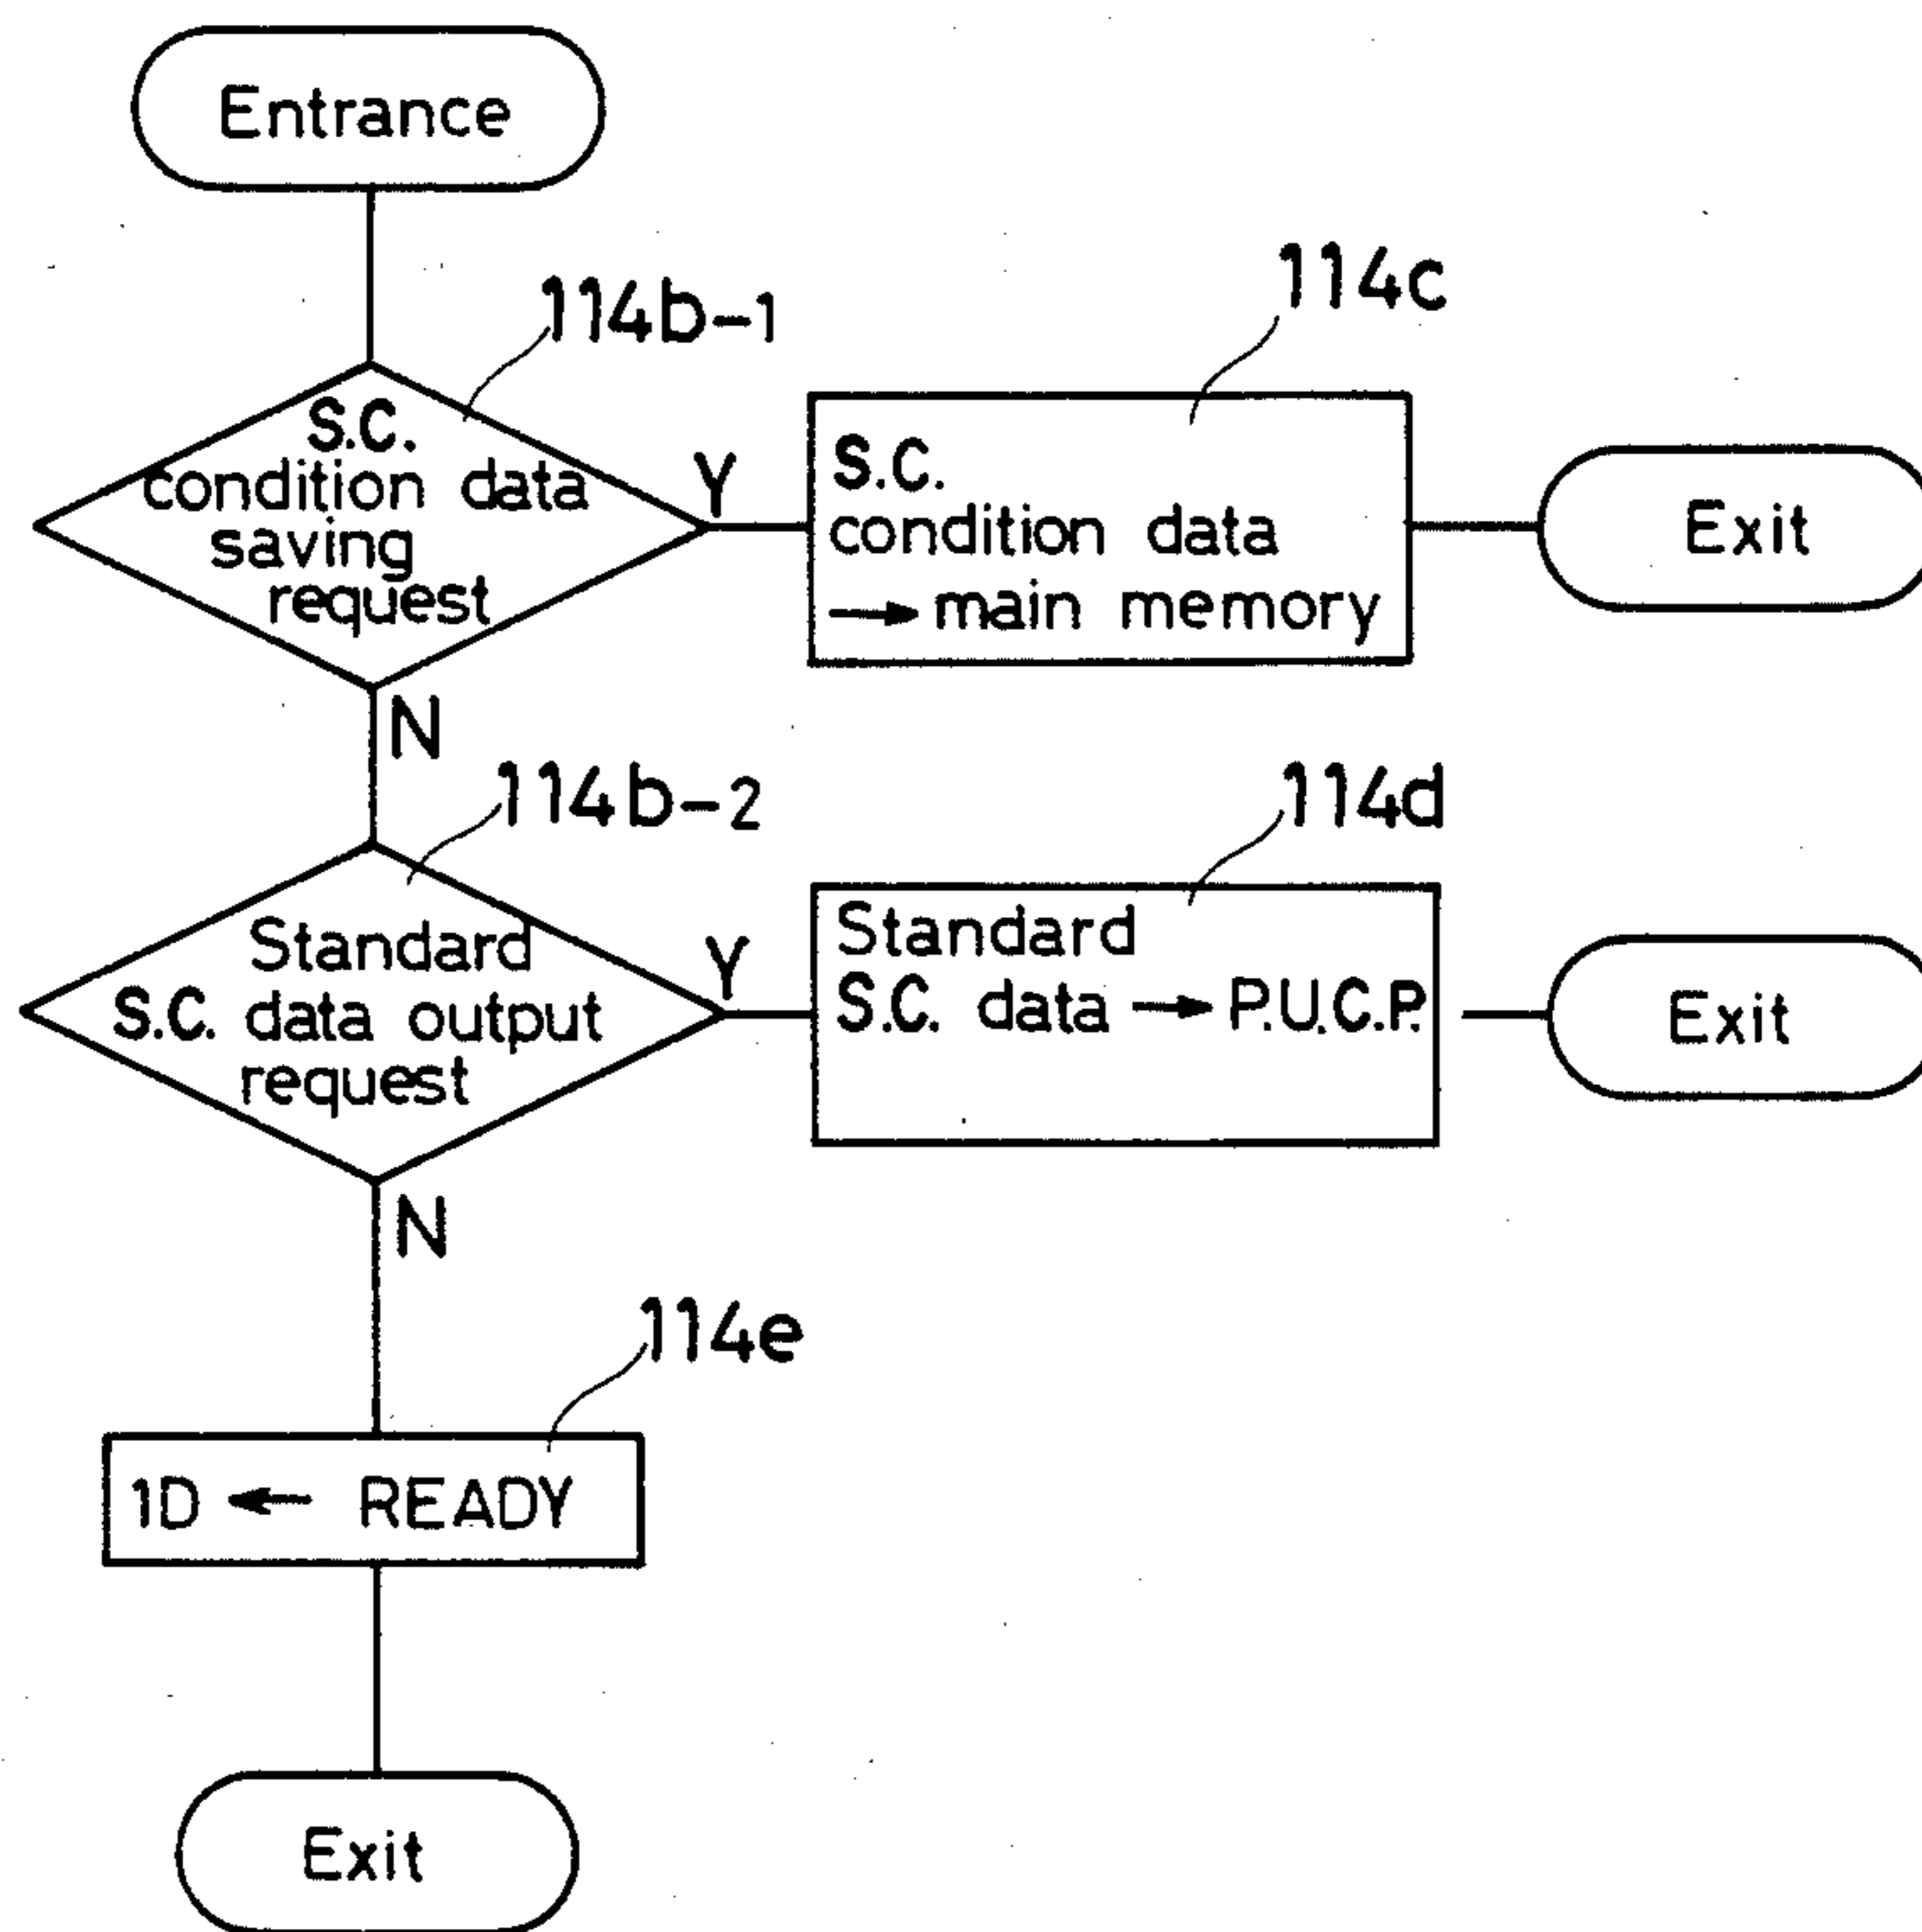 Entrance
114b-1
114c
S.C.
condition data
saving
request
Y
S.C.
condition data
→ main memory
Exit
N
114b-2
114d
Standard
S.C. data output
request
Y
Standard
S.C. data → P.U.C.P.
Exit
N
114e
1D ← READY
Exit